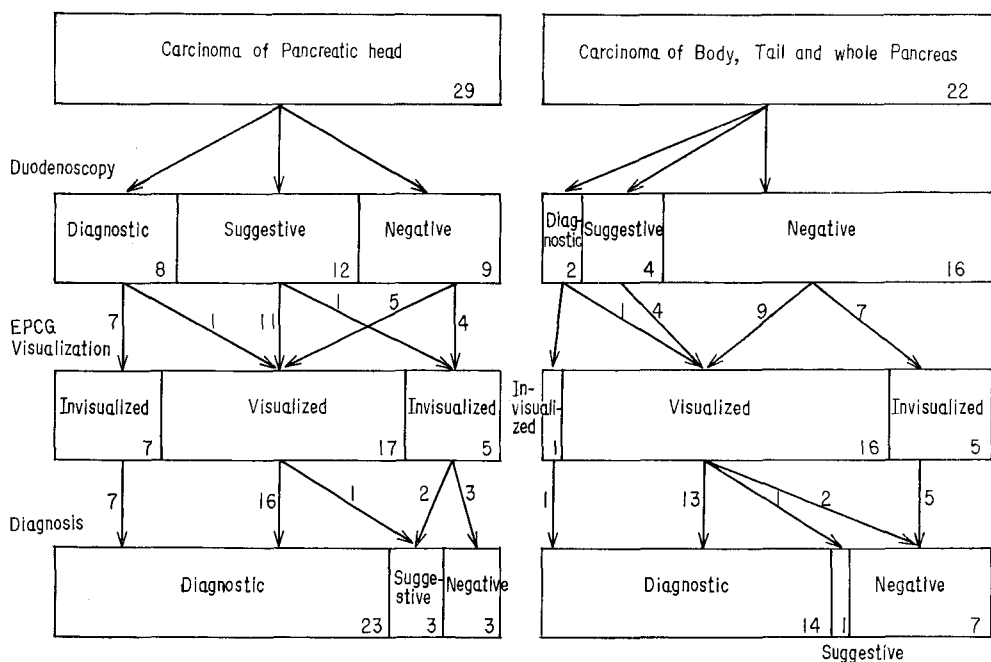 Carcinoma of Pancreatic head
29
Carcinoma of Body, Tail and whole Pancreas
22
Duodenoscopy
Diagnostic
8
Suggestive
12
Negative
9
Diag-
nostic
2
Suggestive
4
Negative
16
7
1
11
1
5
4
1
4
9
7
EPCG
Visualization
Invisualized
7
Visualized
17
Invisualized
5
In-
visuali-
zed
1
Visualized
16
Invisualized
5
7
16
1
2
3
1
13
1
2
5
Diagnosis
Diagnostic
23
Sugge-
stive
3
Negative
3
Diagnostic
14
1
Negative
7
Suggestive